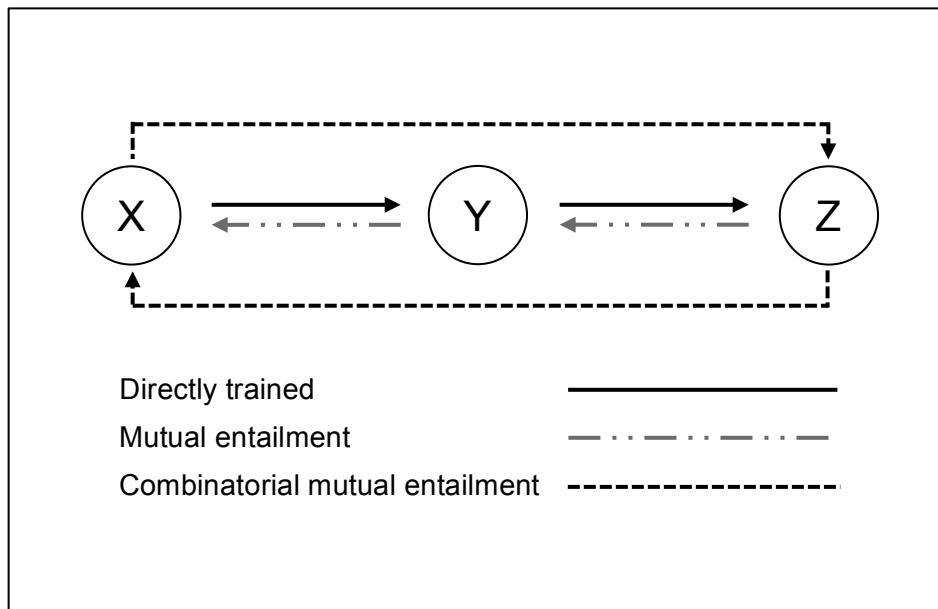 X Y Z
Directly trained
Mutual entailment
Combinatorial mutual entailment